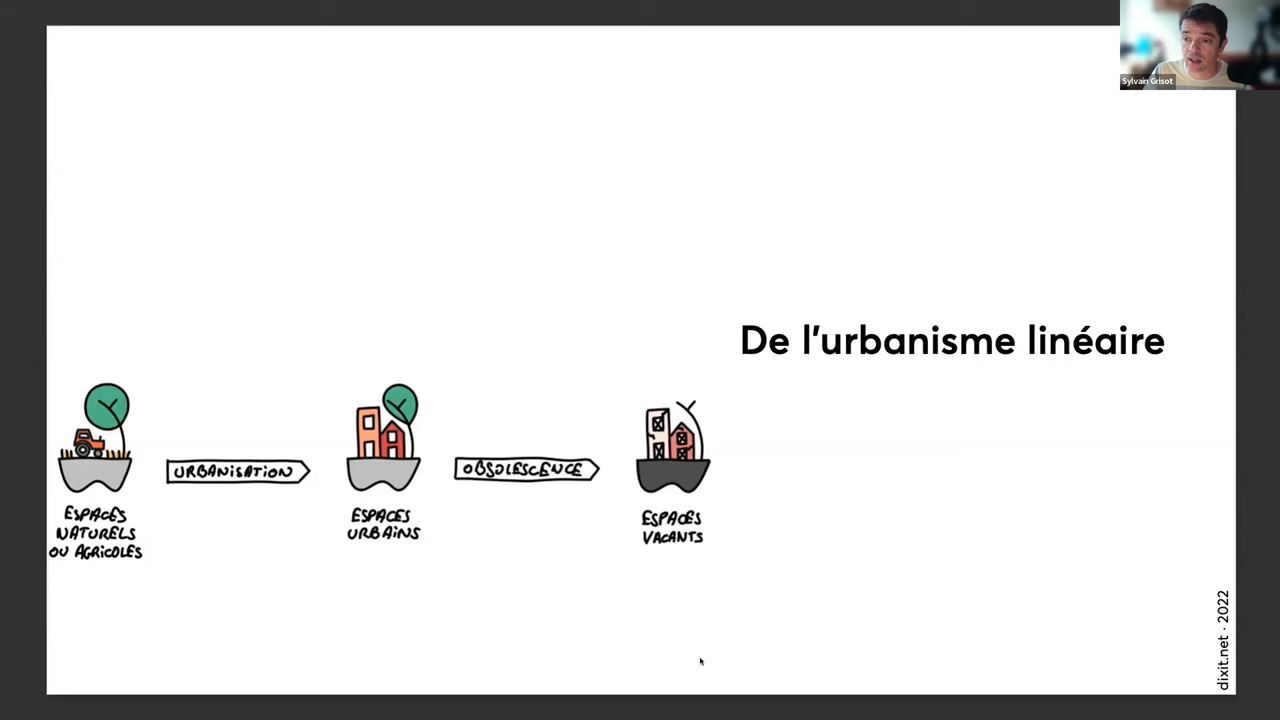 Sylvain Grisot
De l'urbanisme linéaire
URBANISATION
OBSOLESCENCE
ESPACES
NATURELS
OU AGRICOLES
ESPACES
URBAINS
ESPACES
VACANTS
dixit.net · 2022